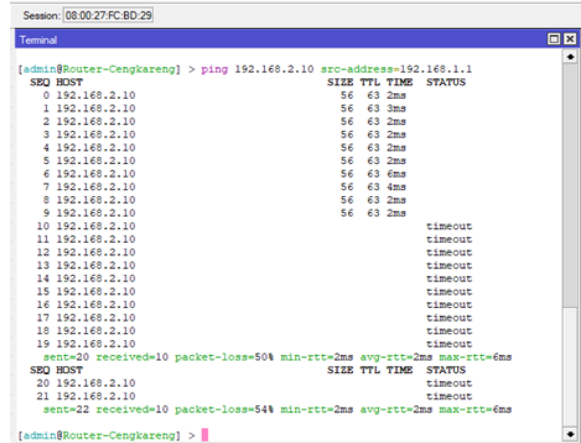 Session: 08:00:27:FC:BD:29
Terminal
[admin@Router-Cengkareng] > ping 192.168.2.10 src-address=192.168.1.1
SEQ HOST SIZE TTL TIME STATUS
0 192.168.2.10 56 63 2ms
1 192.168.2.10 56 63 3ms
2 192.168.2.10 56 63 2ms
3 192.168.2.10 56 63 2ms
4 192.168.2.10 56 63 2ms
5 192.168.2.10 56 63 2ms
6 192.168.2.10 56 63 6ms
7 192.168.2.10 56 63 4ms
8 192.168.2.10 56 63 2ms
9 192.168.2.10 56 63 2ms
10 192.168.2.10 timeout
11 192.168.2.10 timeout
12 192.168.2.10 timeout
13 192.168.2.10 timeout
14 192.168.2.10 timeout
15 192.168.2.10 timeout
16 192.168.2.10 timeout
17 192.168.2.10 timeout
18 192.168.2.10 timeout
19 192.168.2.10 timeout
sent=20 received=10 packet-loss=50% min-rtt=2ms avg-rtt=2ms max-rtt=6ms
SEQ HOST SIZE TTL TIME STATUS
20 192.168.2.10 timeout
21 192.168.2.10 timeout
sent=22 received=10 packet-loss=54% min-rtt=2ms avg-rtt=2ms max-rtt=6ms
[admin@Router-Cengkareng] >